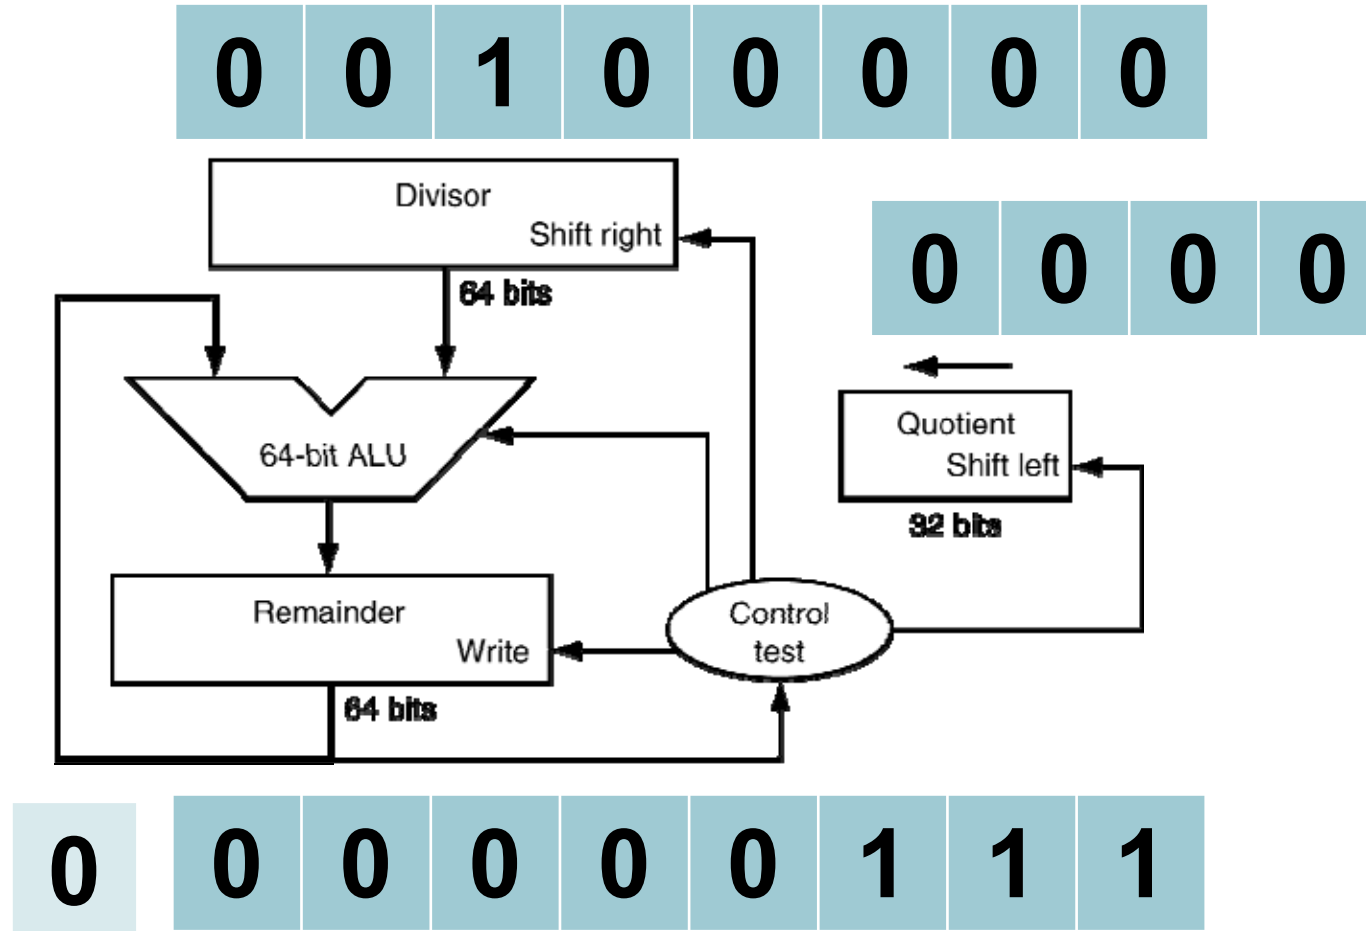 0 0 1 0 0 0 0 0
Divisor
Shift right
0 0 0 0
64 bits
Quotient
64-bit ALU
Shift left
32 bits
Remainder
Control
Write
test
64 bits
0 0 0 0 0 0 1 1 1